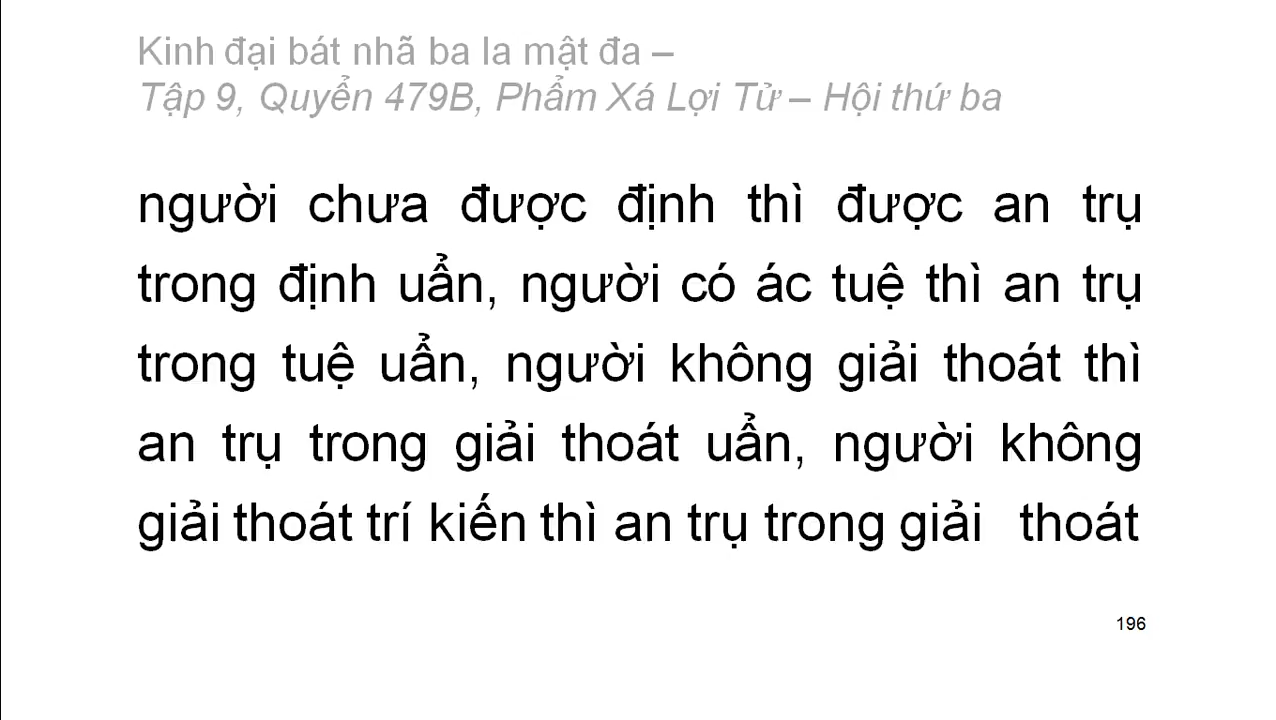 Kinh đại bát nhã ba la mật đa –
Tập 9, Quyển 479B, Phẩm Xá Lợi Tử – Hội thứ ba
người chưa được định thì được an trụ
trong định uẩn, người có ác tuệ thì an trụ
trong tuệ uẩn, người không giải thoát thì
an trụ trong giải thoát uẩn, người không
giải thoát trí kiến thì an trụ trong giải thoát
196